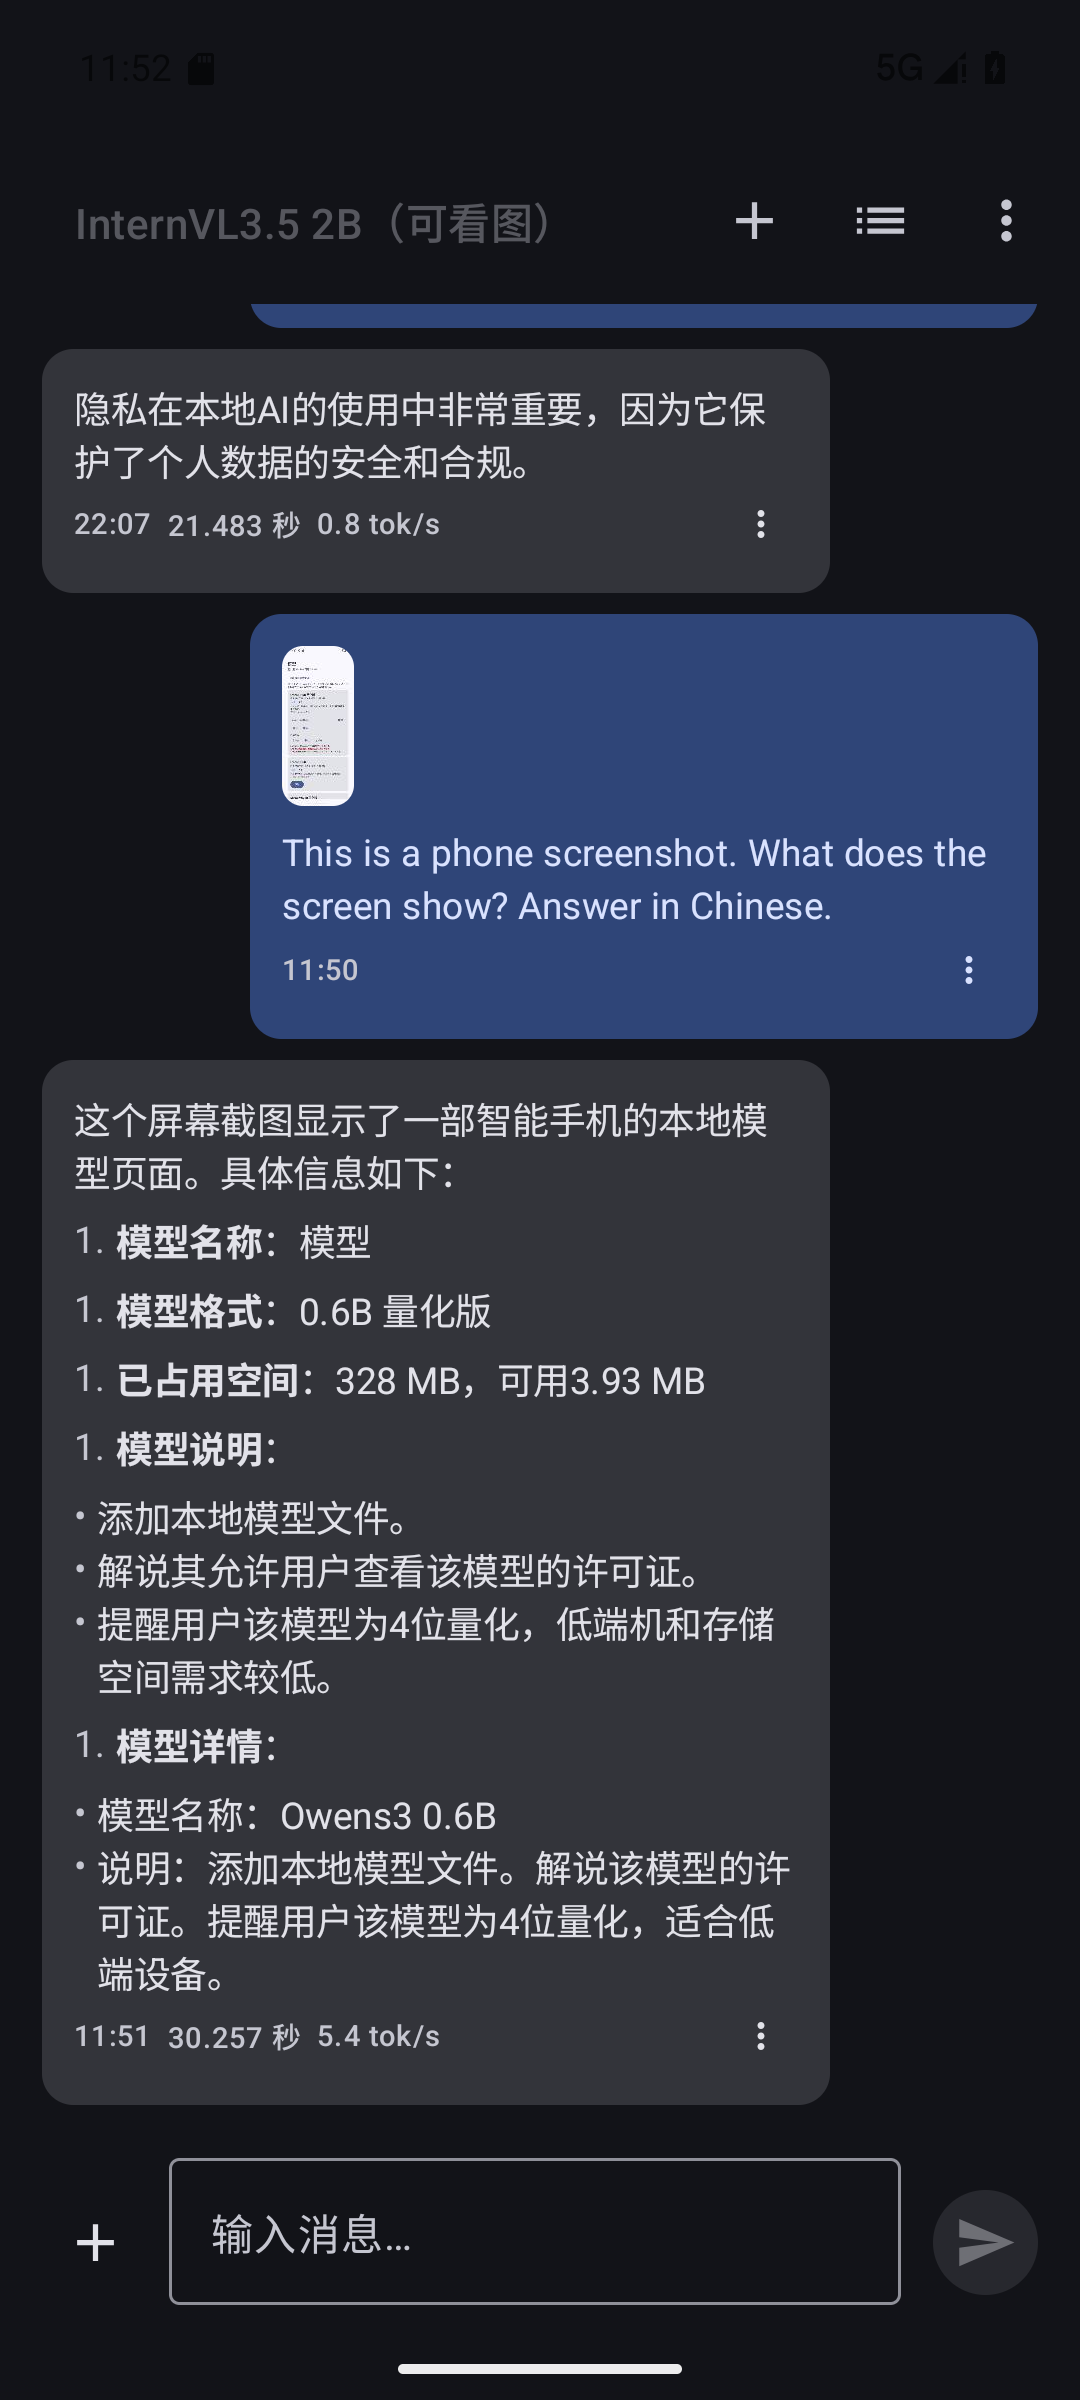 11:52
5G
InternVL3.5 2B（可看图）
隐私在本地AI的使用中非常重要，因为它保
护了个人数据的安全和合规。
22:07 21.483 秒 0.8 tok/s
This is a phone screenshot. What does the
screen show? Answer in Chinese.
11:50
这个屏幕截图显示了一部智能手机的本地模
型页面。具体信息如下：
1. 模型名称：模型
1. 模型格式：0.6B 量化版
1. 已占用空间：328 MB，可用3.93 MB
1. 模型说明：
• 添加本地模型文件。
• 解说其允许用户查看该模型的许可证。
• 提醒用户该模型为4位量化，低端机和存储
空间需求较低。
1. 模型详情：
• 模型名称：Owens3 0.6B
• 说明：添加本地模型文件。解说该模型的许
可证。提醒用户该模型为4位量化，适合低
端设备。
11:51 30.257 秒 5.4 tok/s
输入消息...